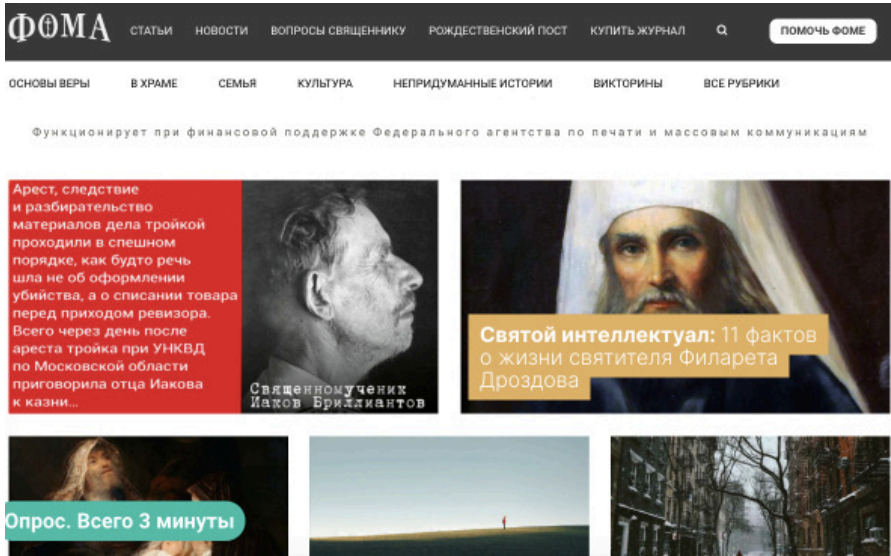 ФОМА
СТАТЬИ НОВОСТИ ВОПРОСЫ СВЯЩЕННИКУ РОЖДЕСТВЕНСКИЙ ПОСТ КУПИТЬ ЖУРНАЛ ПОМОЧЬ ФОМЕ
ОСНОВЫ ВЕРЫ В ХРАМЕ СЕМЬЯ КУЛЬТУРА НЕПРИДУМАННЫЕ ИСТОРИИ ВИКТОРИНЫ ВСЕ РУБРИКИ
Функционирует при финансовой поддержке Федерального агентства по печати и массовым коммуникациям
Арест, следствие
и разбирательство
материалов дела тройкой
проходили в спешном
порядке, как будто речь
шла не об оформлении
убийства, а о списании товара
перед приходом ревизора.
Всего через день после
ареста тройка при УНКВД
по Московской области
приговорила отца Иакова
к казни...
Священномученик
Иаков Бриллиантов
Святой интеллектуал: 11 фактов
о жизни святителя Филарета
Дроздова
Опрос. Всего 3 минуты